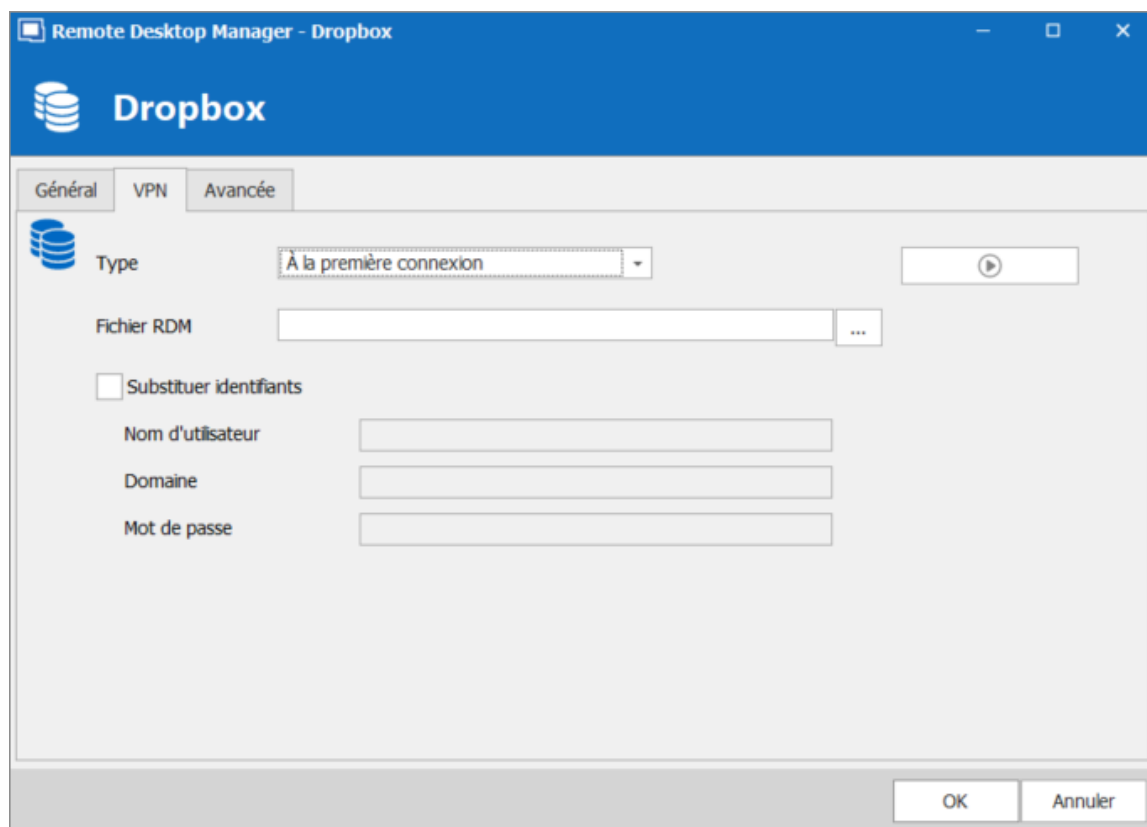 Remote Desktop Manager - Dropbox
Dropbox
Général VPN Avancée
Type À la première connexion
Fichier RDM ...
Substituer identifiants
Nom d'utilisateur
Domaine
Mot de passe
OK Annuler